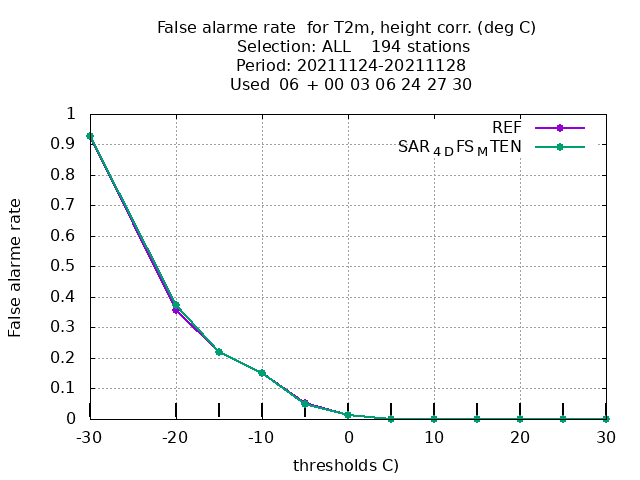 False alarme rate  for T2m, height corr. (deg C)
Selection: ALL    194 stations
Period: 20211124-20211128
Used  06  + 00 03 06 24 27 30
REF
SAR4DFSMTEN
1
0.9
0.8
0.7
0.6
0.5
0.4
0.3
0.2
0.1
0
False alarme rate
-30 -20 -10 0 10 20 30
thresholds C)